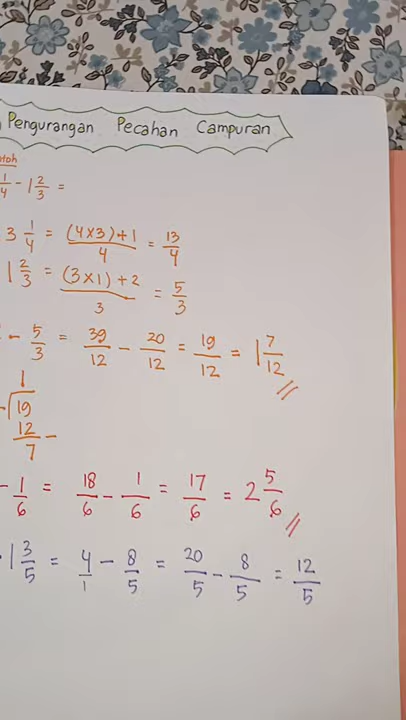 Pengurangan Pecahan Campuran
1/4 - 1 2/3 =
3 1/4 = (4x3)+1/4 = 13/4
1 2/3 = (3x1)+2/3 = 5/3
- 5/3 = 39/12 - 20/12 = 19/12 = 1 7/12
1
19
12 -
7
- 1/6 = 18/6 - 1/6 = 17/6 = 2 5/6
1 3/5 = 4/1 - 8/5 = 20/5 - 8/5 = 12/5